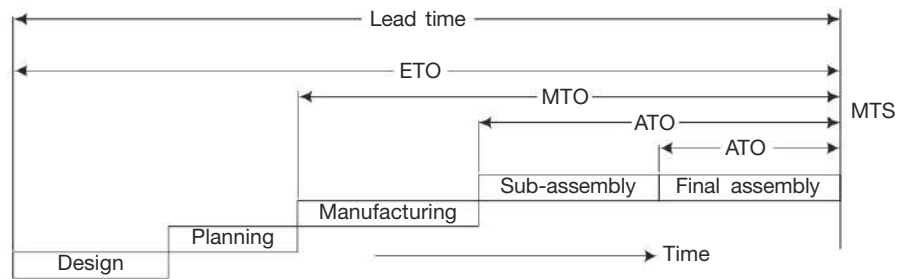 Lead time
ETO
MTO
MTS
ATO
ATO
Sub-assembly Final assembly
Manufacturing
Planning
Time
Design